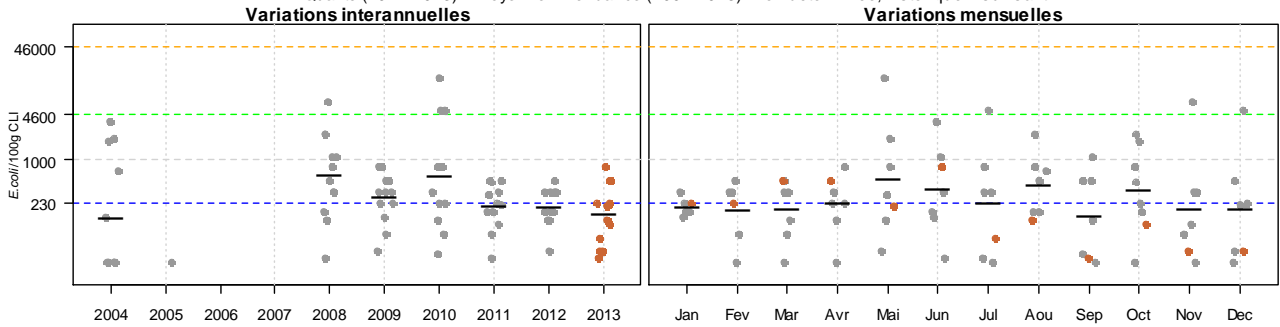 Variations interannuelles
Variations mensuelles
E.coli/100g CLI
46000
4600
1000
230
2004 2005 2006 2007 2008 2009 2010 2011 2012 2013
Jan Fev Mar Avr Mai Jun Jul Aou Sep Oct Nov Dec